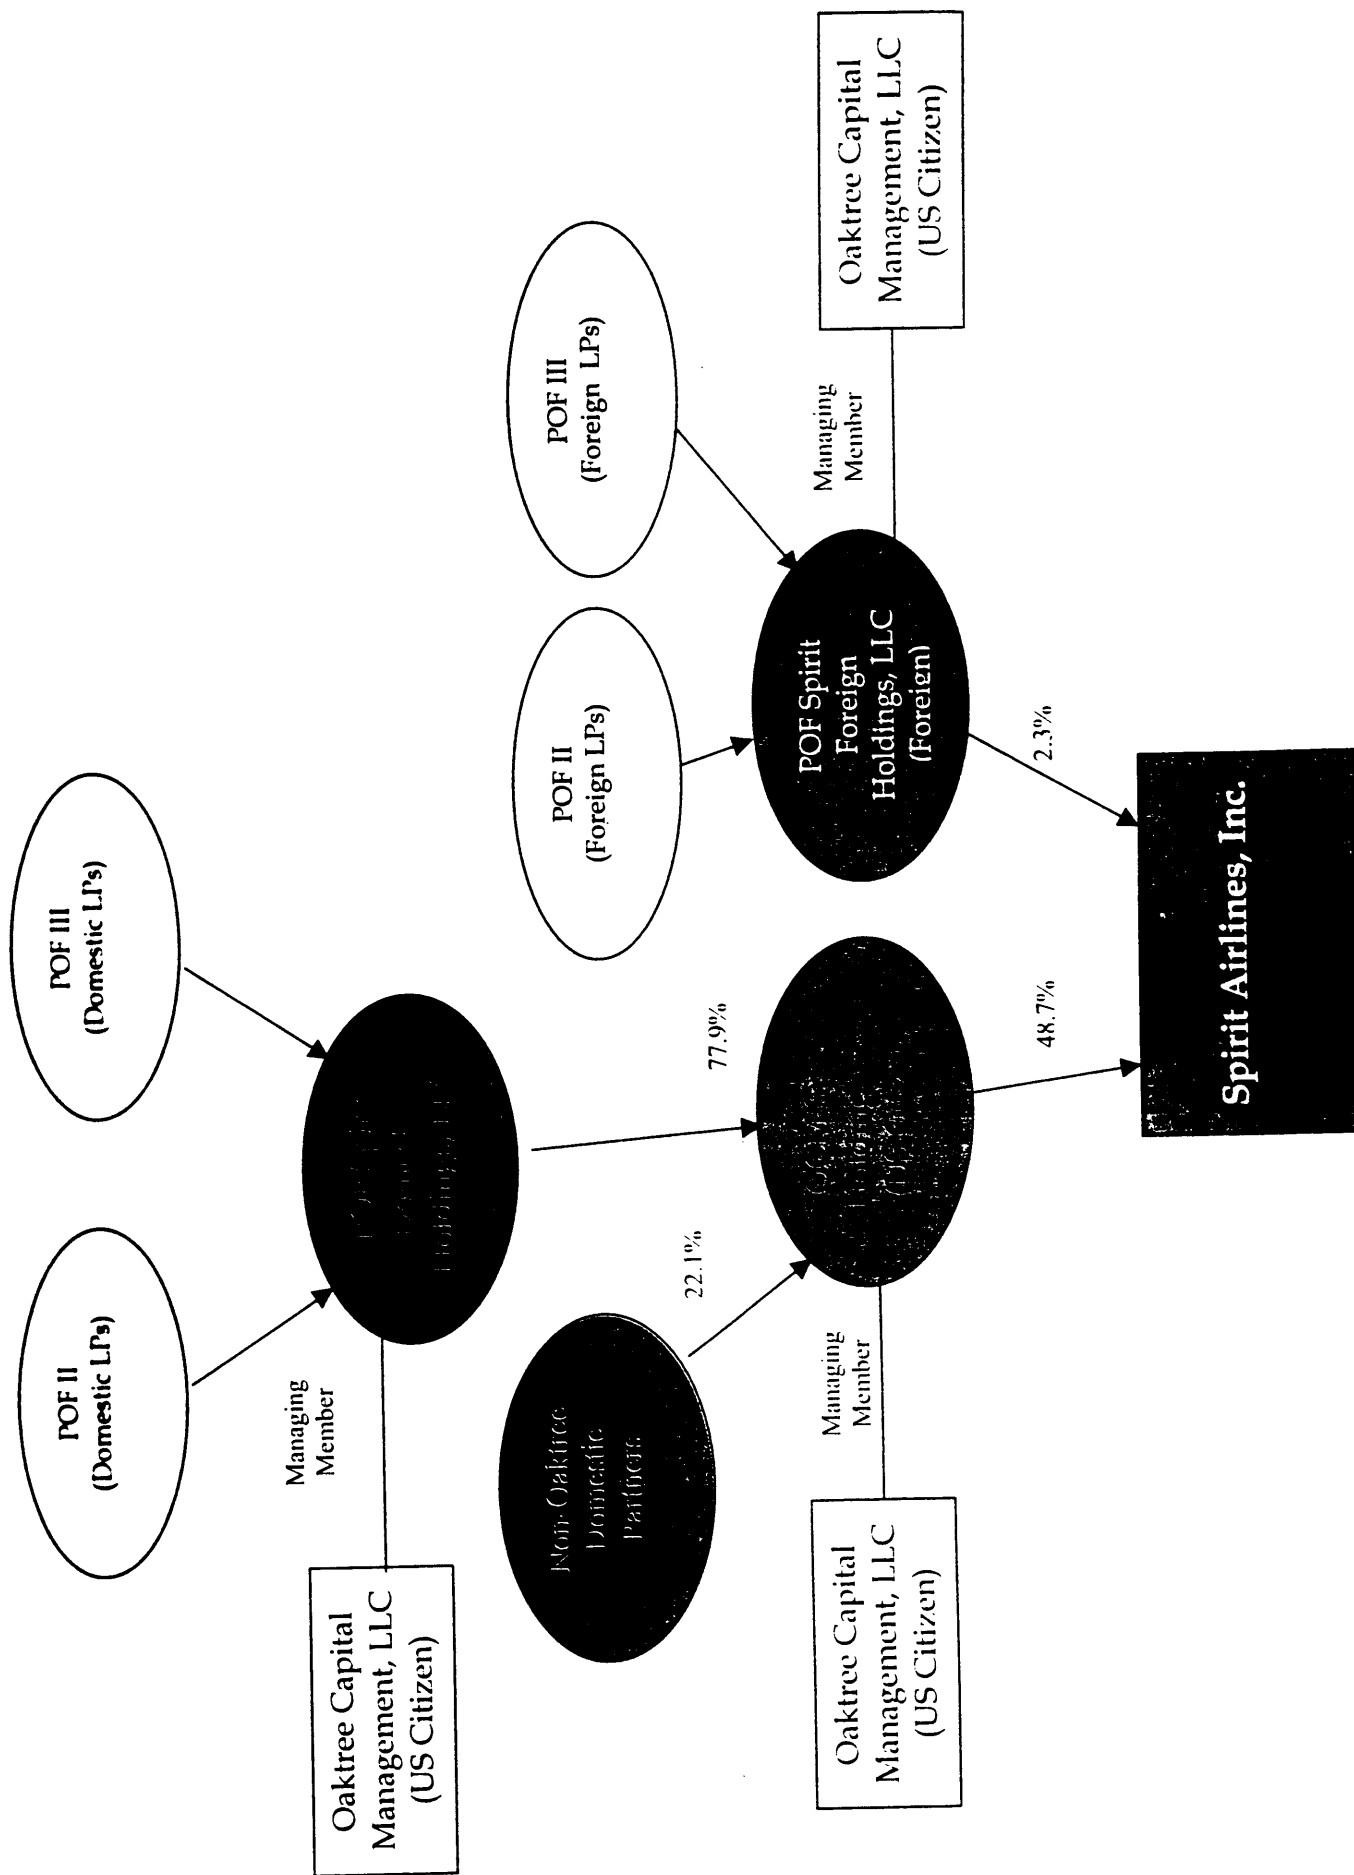 POF II
(Domestic LPs)
POF III
(Domestic LPs)
Oaktree Capital
Management, LLC
(US Citizen)
Managing
Member
Holdings, LLC
Non-Oaktree
Domestic
Partners
22.1%
77.9%
POF II
(Foreign LPs)
POF III
(Foreign LPs)
Oaktree Capital
Management, LLC
(US Citizen)
Managing
Member
POF Spirit
Foreign
Holdings, LLC
(Foreign)
Managing
Member
Oaktree Capital
Management, LLC
(US Citizen)
48.7%
2.3%
Spirit Airlines, Inc.